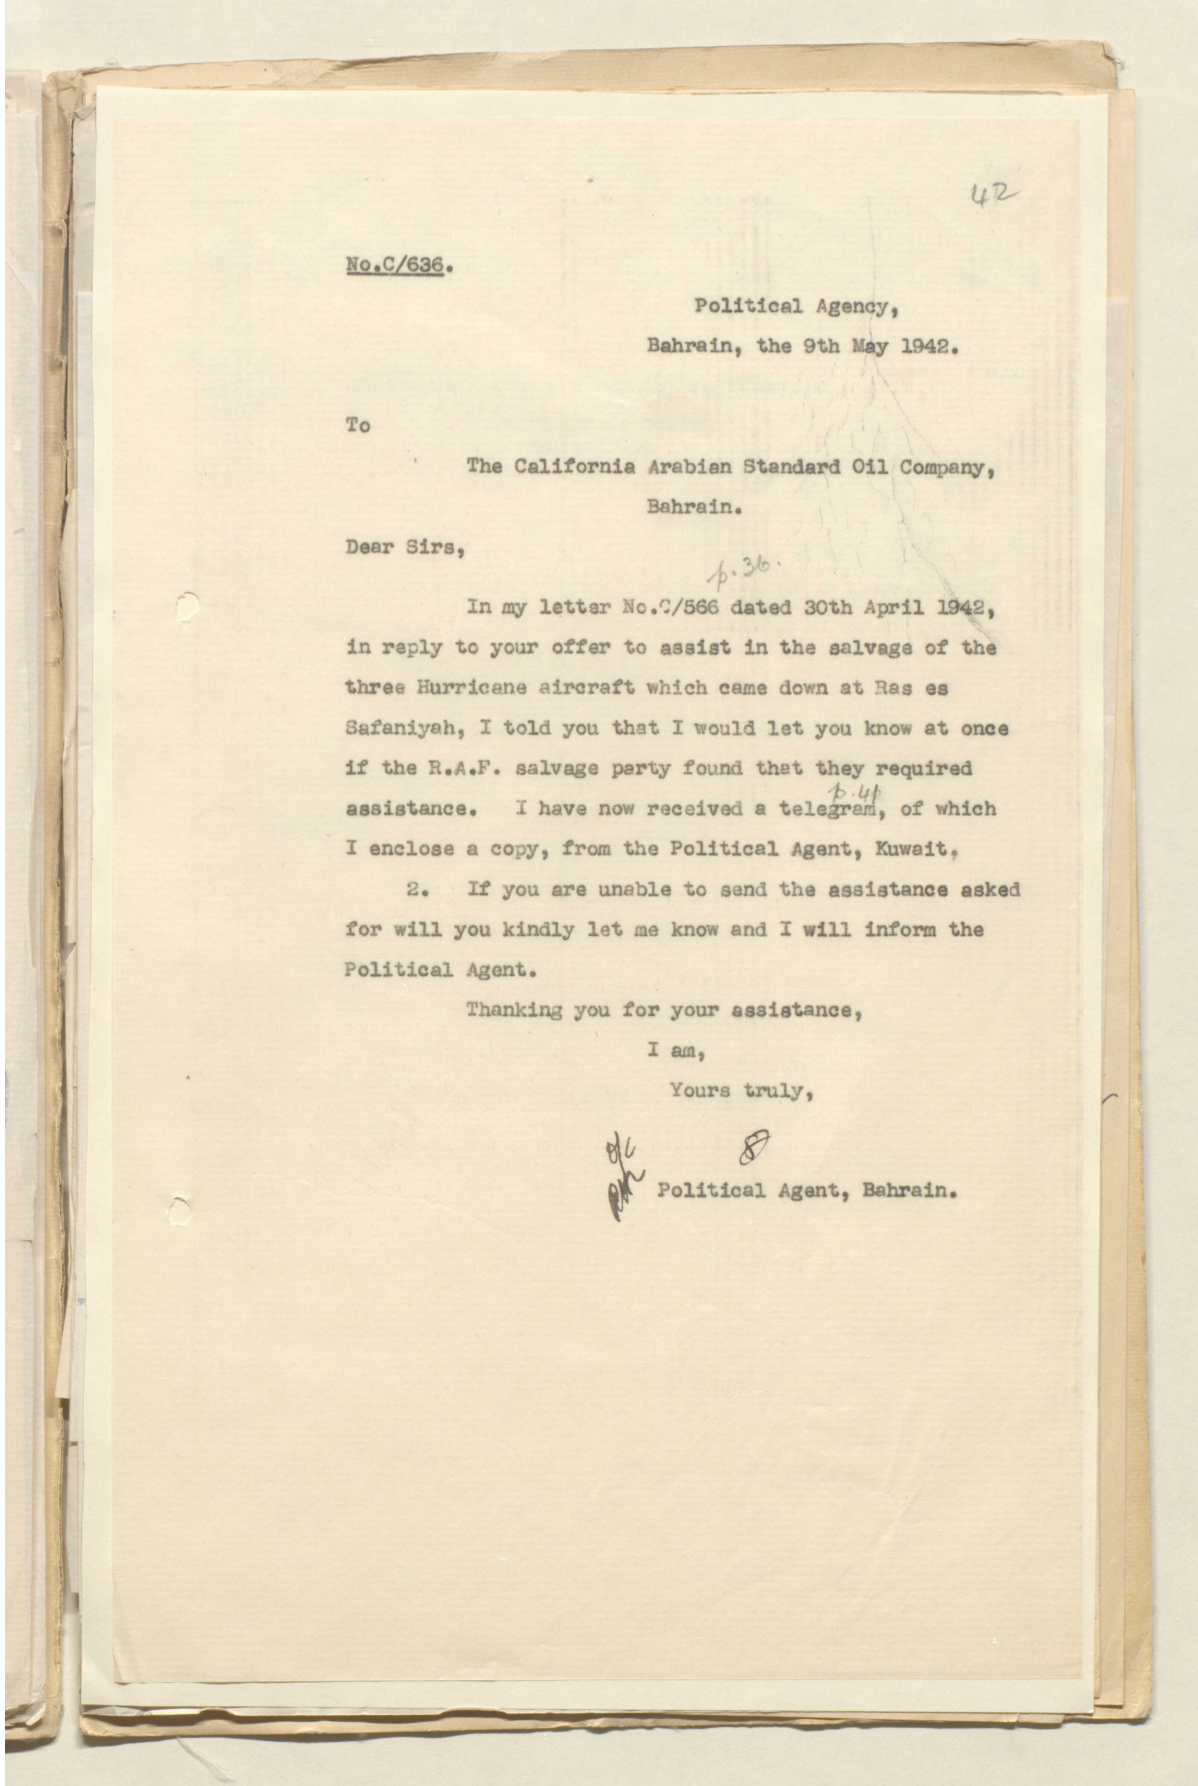 42
No.C/636.
Political Agency,
Bahrain, the 9th May 1942.
To
The California Arabian Standard Oil Company,
Bahrain.
Dear Sirs,
p. 36.
In my letter No.C/566 dated 30th April 1942,
in reply to your offer to assist in the salvage of the
three Hurricane aircraft which came down at Ras es
Safaniyah, I told you that I would let you know at once
if the R.A.F. salvage party found that they required
assistance. I have now received a telegram, of which
I enclose a copy, from the Political Agent, Kuwait.
2. If you are unable to send the assistance asked
for will you kindly let me know and I will inform the
Political Agent.
Thanking you for your assistance,
I am,
Yours truly,
Political Agent, Bahrain.